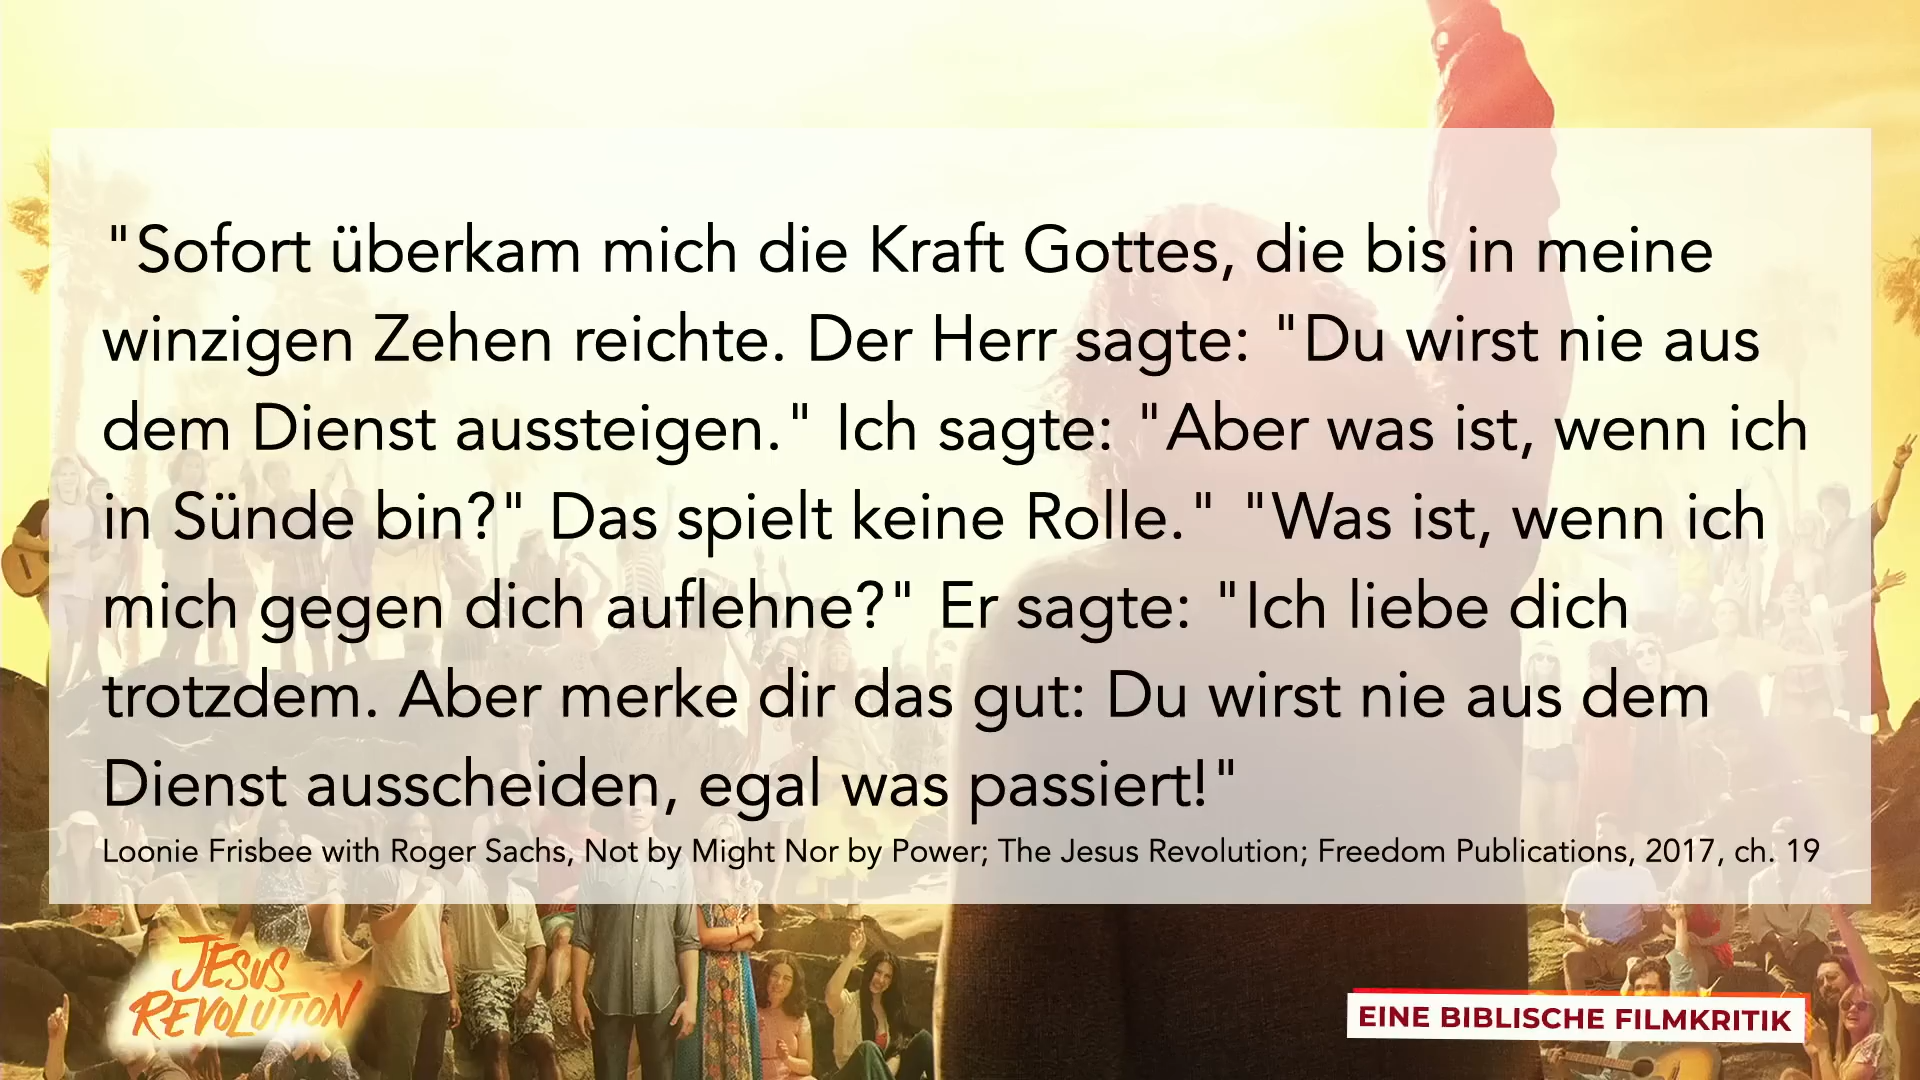 "Sofort überkam mich die Kraft Gottes, die bis in meine
winzigen Zehen reichte. Der Herr sagte: "Du wirst nie aus
dem Dienst aussteigen." Ich sagte: "Aber was ist, wenn ich
in Sünde bin?" Das spielt keine Rolle." "Was ist, wenn ich
mich gegen dich auflehne?" Er sagte: "Ich liebe dich
trotzdem. Aber merke dir das gut: Du wirst nie aus dem
Dienst ausscheiden, egal was passiert!"
Loonie Frisbee with Roger Sachs, Not by Might Nor by Power; The Jesus Revolution; Freedom Publications, 2017, ch. 19
JESUS
REVOLUTION
EINE BIBLISCHE FILMKRITIK